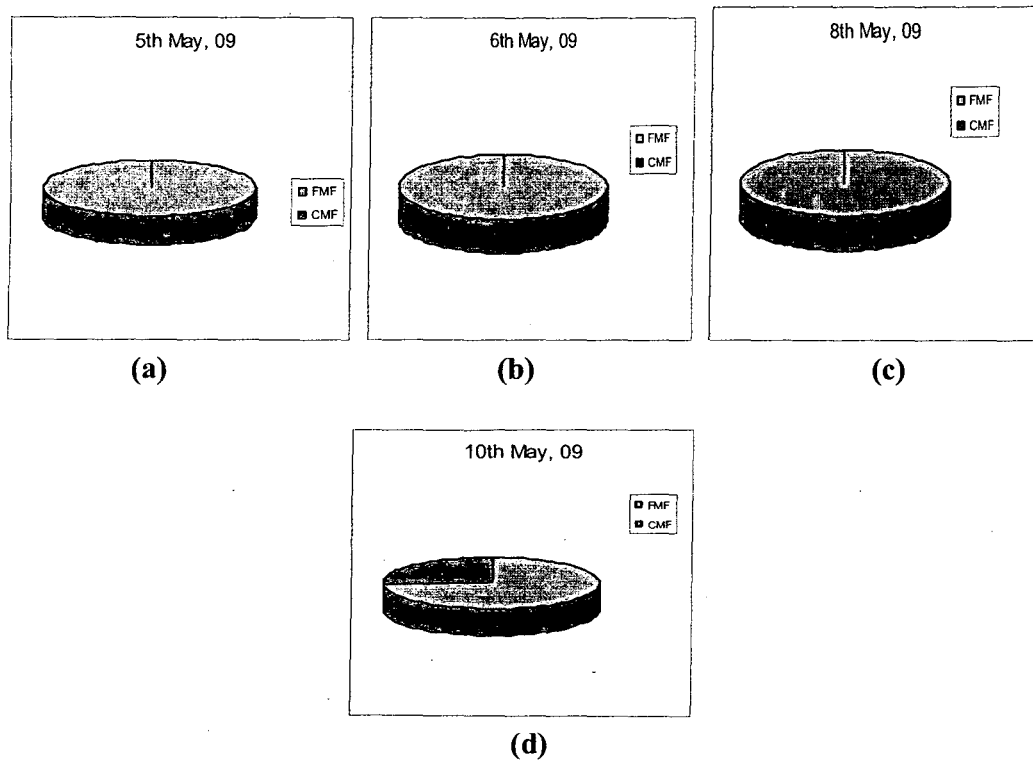 5th May, 09
FMF
CMF
(a)
6th May, 09
FMF
CMF
(b)
8th May, 09
FMF
CMF
(c)
10th May, 09
FMF
CMF
(d)